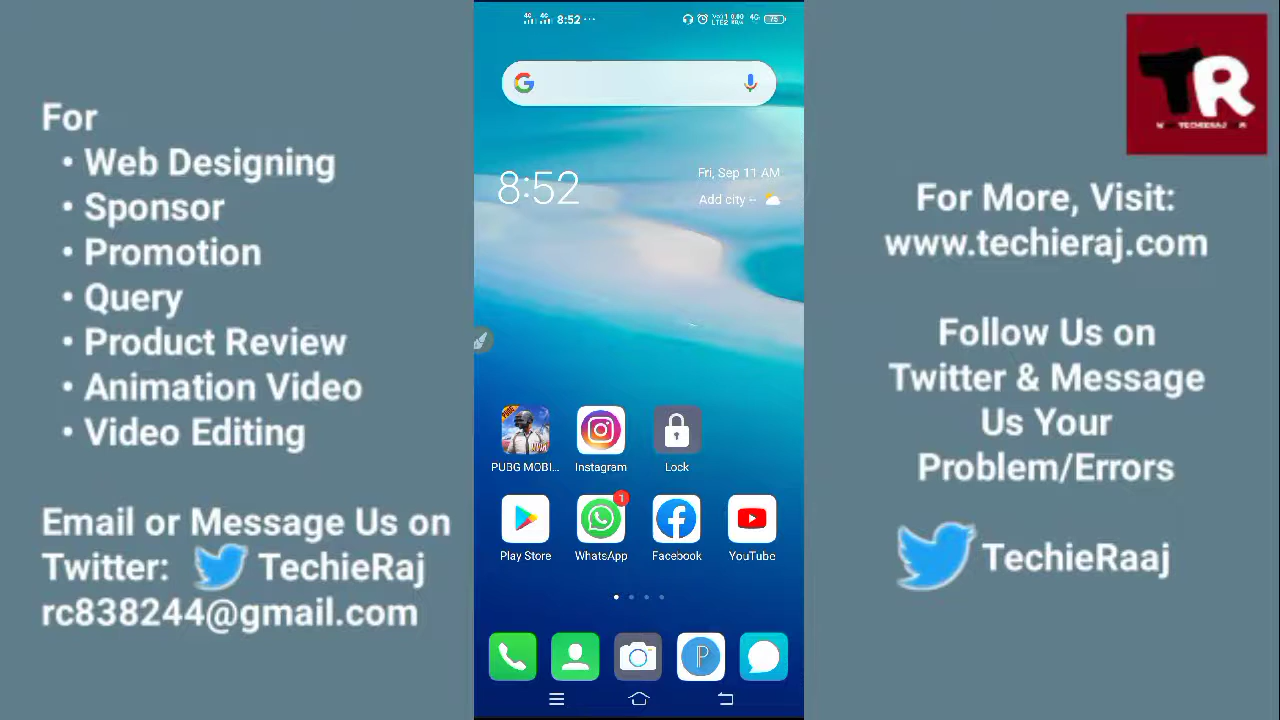 For
• Web Designing
• Sponsor
• Promotion
• Query
• Product Review
• Animation Video
• Video Editing
Email or Message Us on
Twitter: TechieRaj
rc838244@gmail.com
8:52 ...
75
8:52
Fri, Sep 11 AM
Add city --
PUBG MOBI...
Instagram
Lock
1
Play Store
WhatsApp
Facebook
YouTube
TR
For More, Visit:
www.techieraj.com
Follow Us on
Twitter & Message
Us Your
Problem/Errors
TechieRaaj